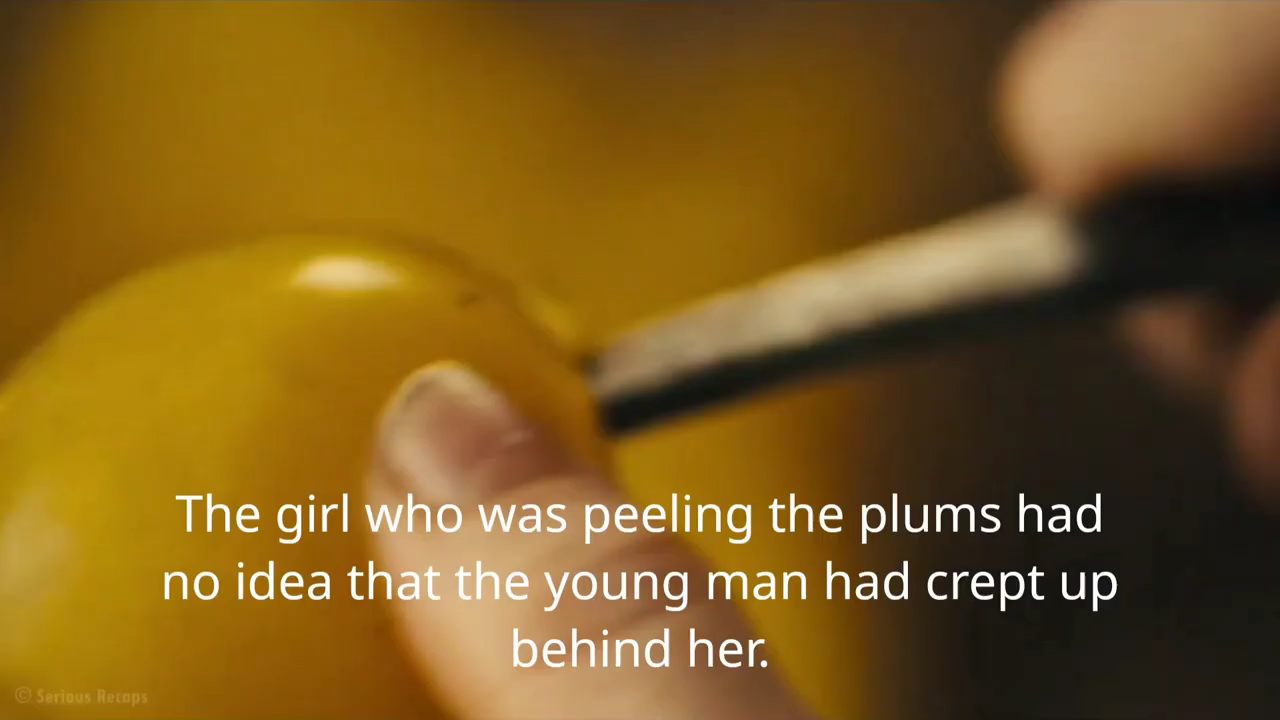 The girl who was peeling the plums had
no idea that the young man had crept up
behind her.
© Serious Recaps